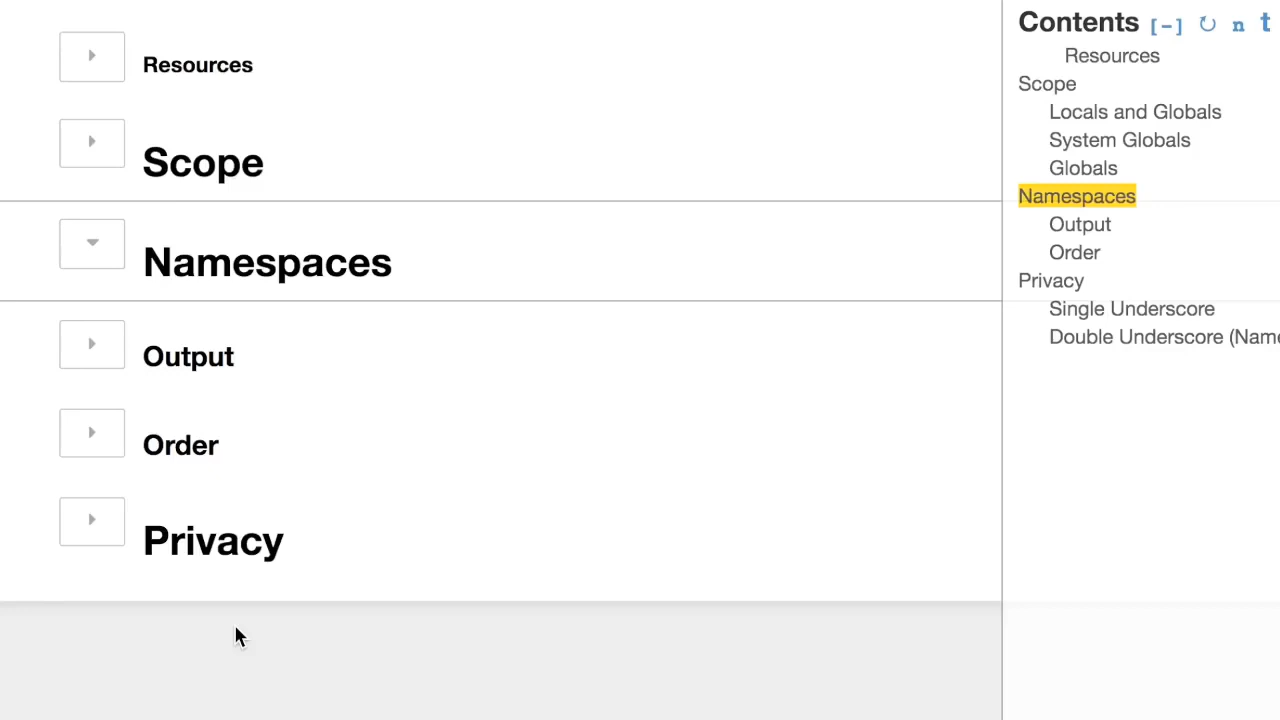 Resources
Scope
Namespaces
Output
Order
Privacy
Contents [-] ↻ n t
Resources
Scope
Locals and Globals
System Globals
Globals
Namespaces
Output
Order
Privacy
Single Underscore
Double Underscore (Name